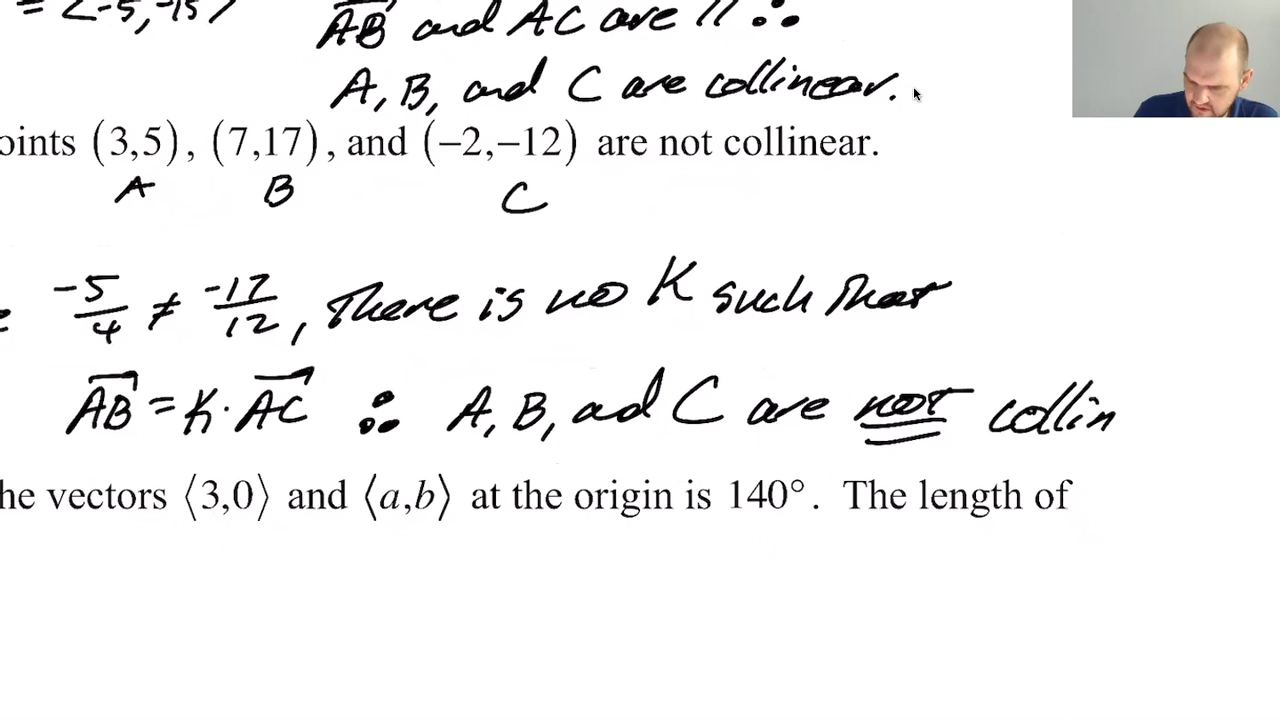 = <-5,-15>
AB and AC are // ∴
A, B, and C are collinear.
oints (3,5), (7,17), and (−2,−12) are not collinear.
A B C
-5/4 ≠ -17/12, There is no K such that
AB = K · AC ∴ A, B, ad C are not collin
he vectors ⟨3,0⟩ and ⟨a,b⟩ at the origin is 140°. The length of